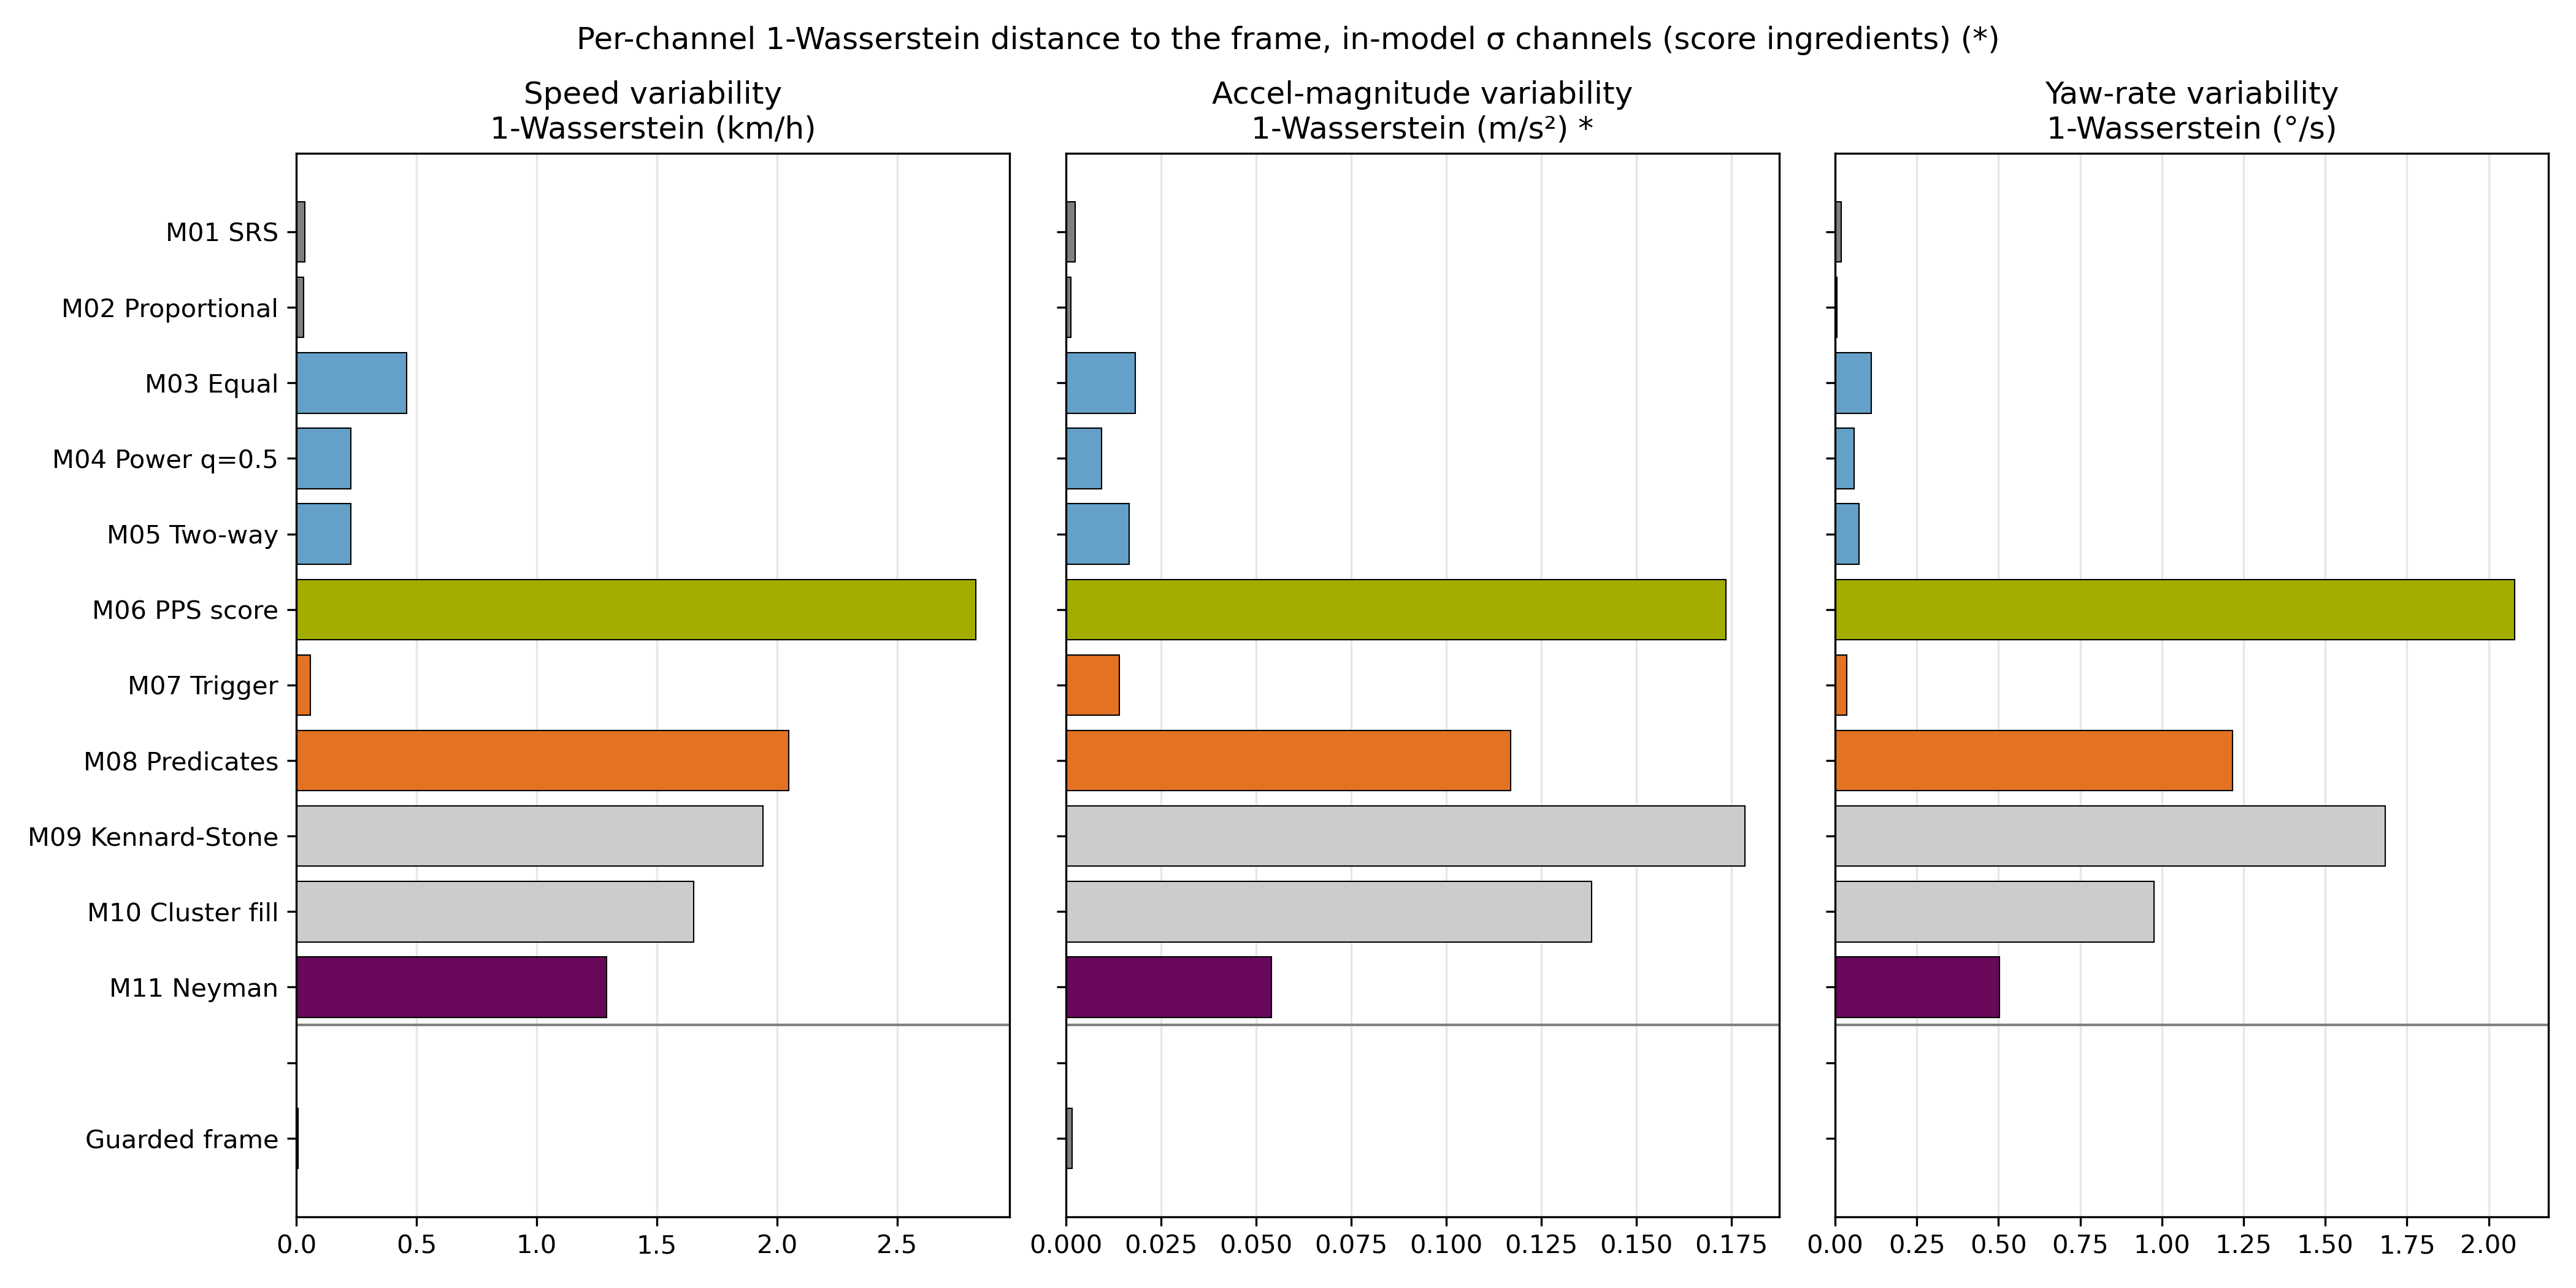 Per-channel 1-Wasserstein distance to the frame, in-model σ channels (score ingredients) (*)
Speed variability
1-Wasserstein (km/h)
Accel-magnitude variability
1-Wasserstein (m/s²) *
Yaw-rate variability
1-Wasserstein (°/s)
M01 SRS
M02 Proportional
M03 Equal
M04 Power q=0.5
M05 Two-way
M06 PPS score
M07 Trigger
M08 Predicates
M09 Kennard-Stone
M10 Cluster fill
M11 Neyman
Guarded frame
0.0 0.5 1.0 1.5 2.0 2.5
0.000 0.025 0.050 0.075 0.100 0.125 0.150 0.175
0.00 0.25 0.50 0.75 1.00 1.25 1.50 1.75 2.00